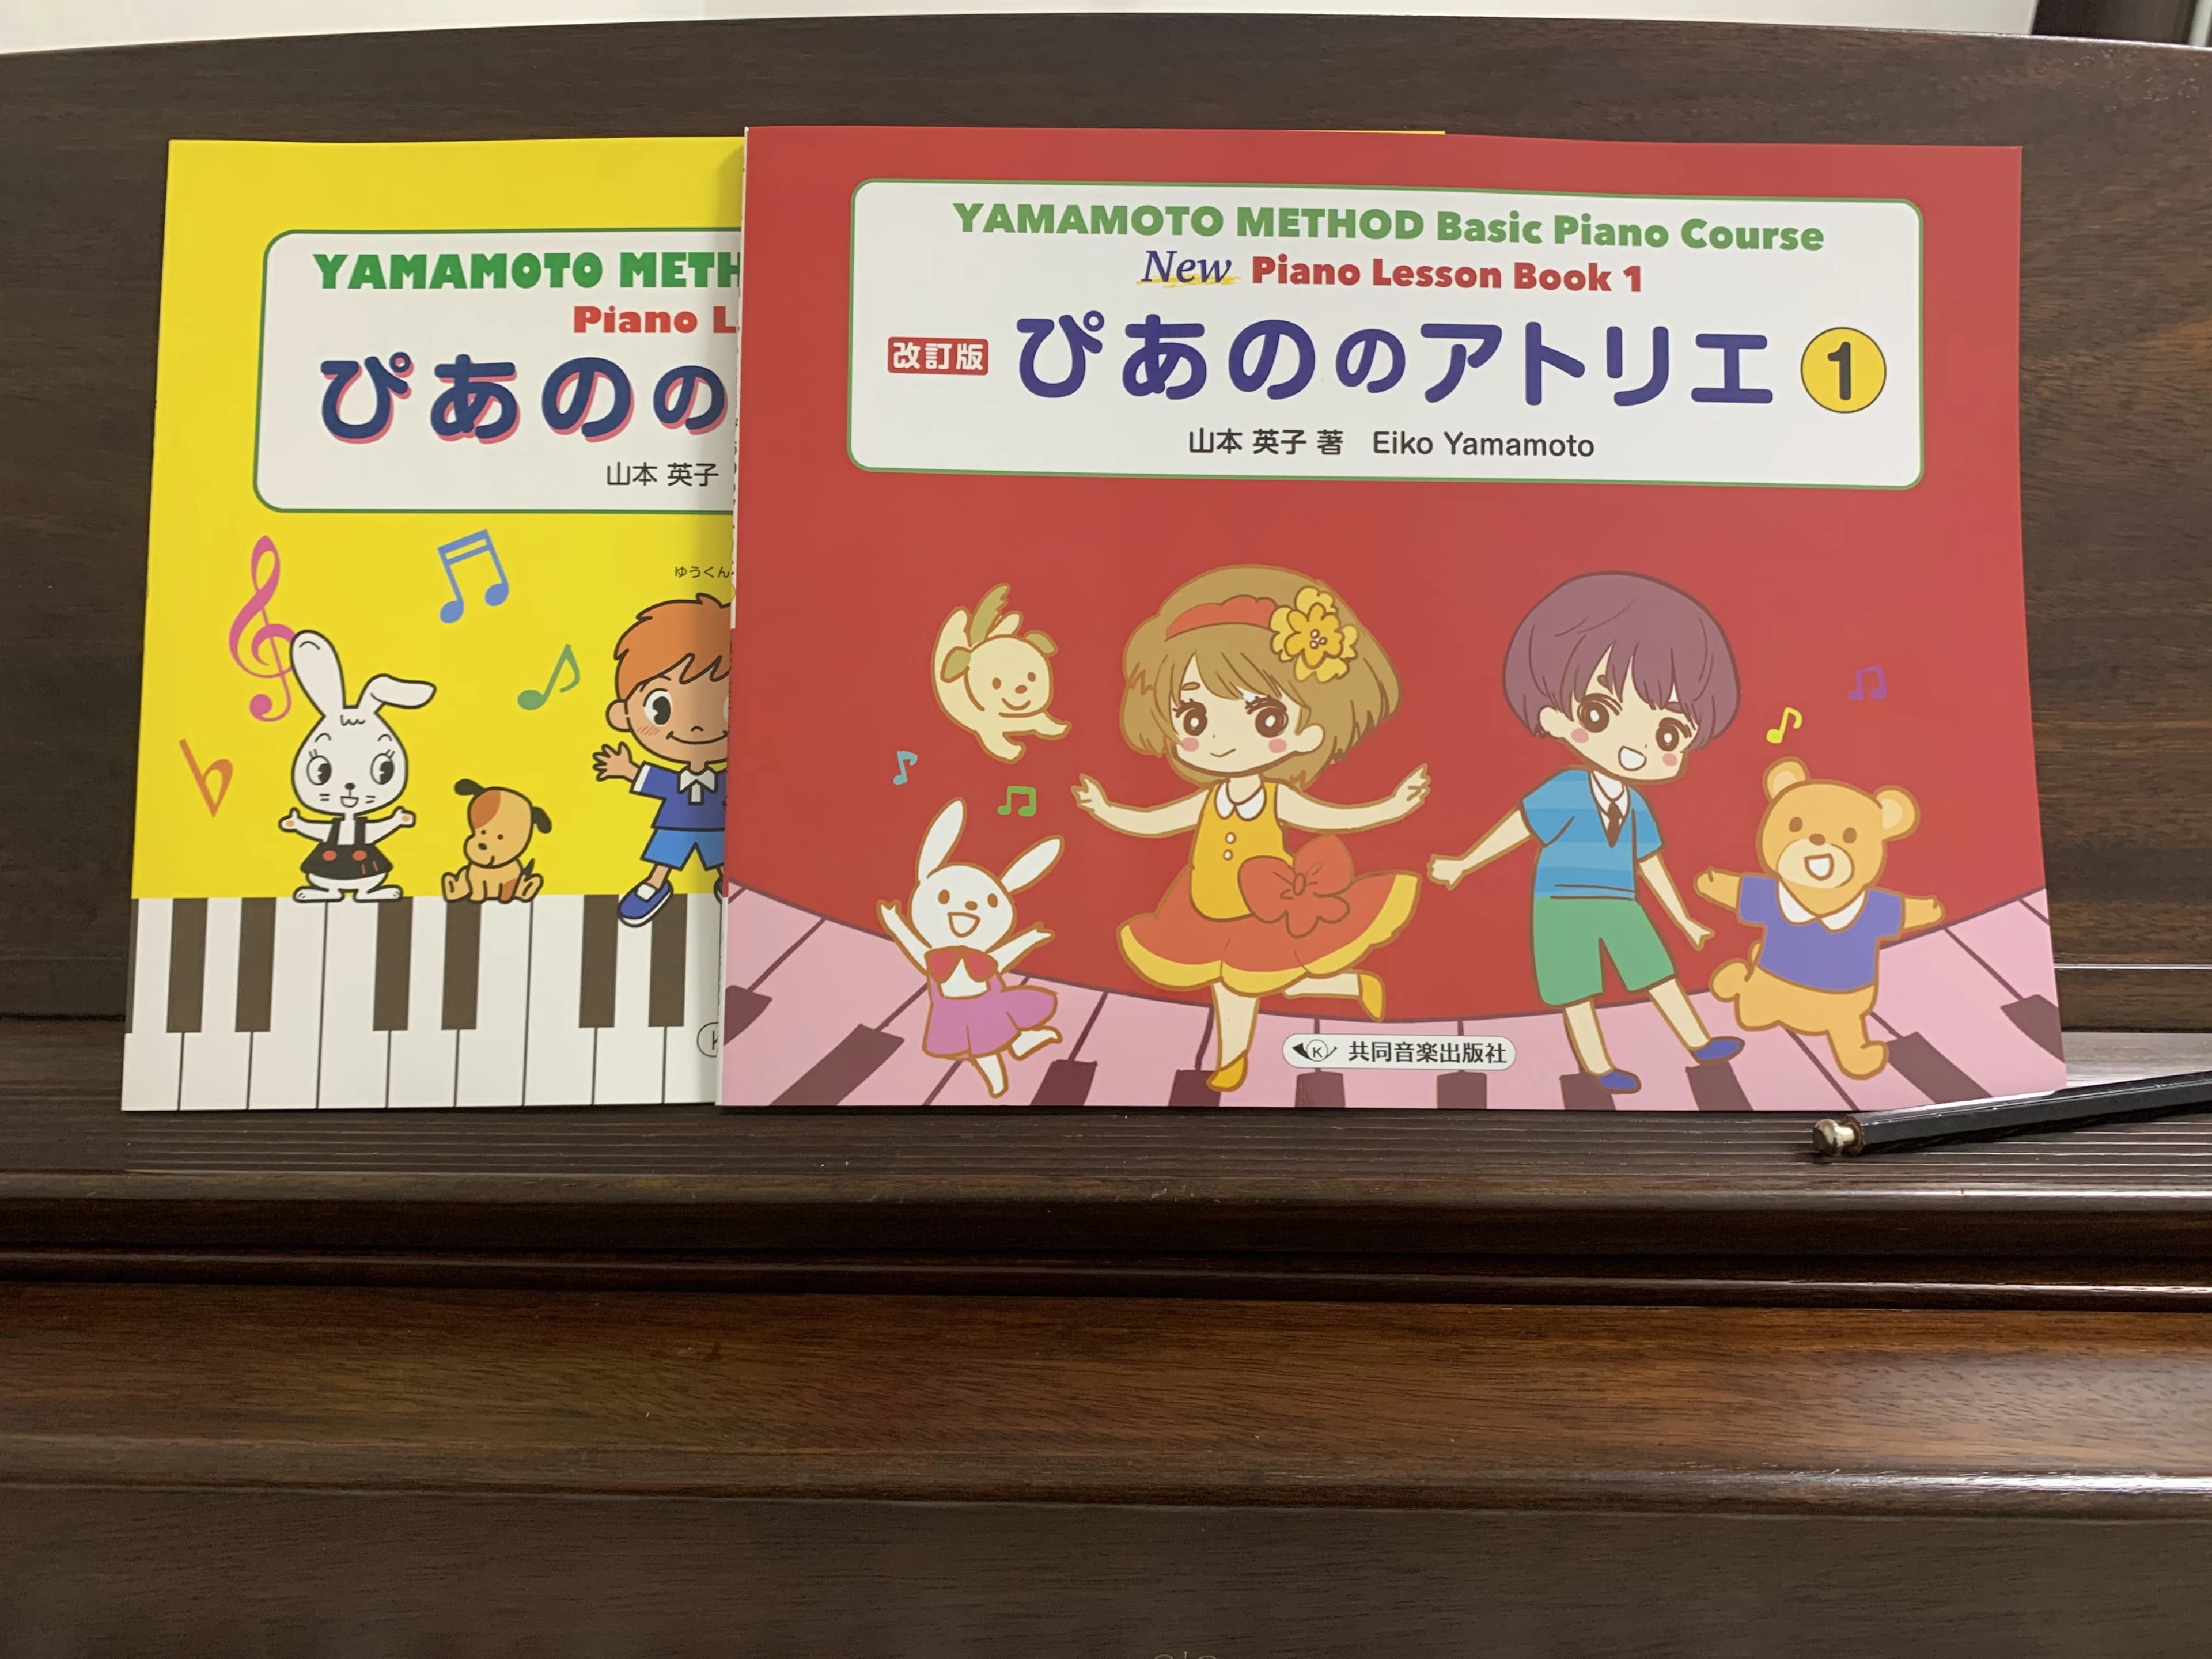 YAMAMOTO METH
Piano L
ぴあのの
山本 英子
ゆうくん
YAMAMOTO METHOD Basic Piano Course
New Piano Lesson Book 1
改訂版 ぴあののアトリエ 1
山本 英子 著 Eiko Yamamoto
K 共同音楽出版社